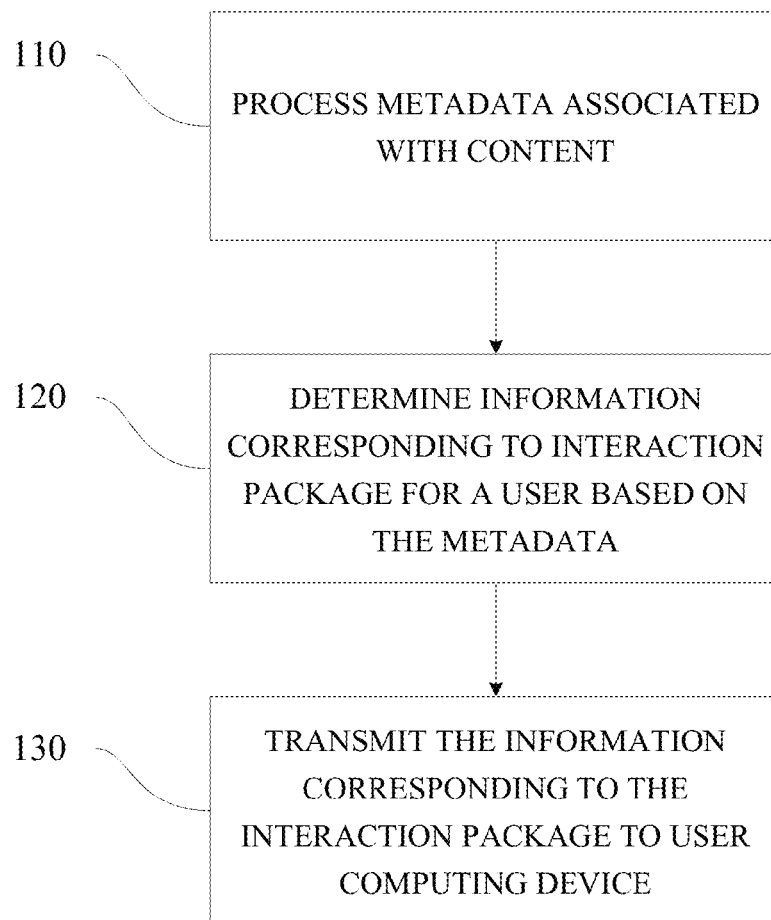 110
PROCESS METADATA ASSOCIATED
WITH CONTENT
120
DETERMINE INFORMATION
CORRESPONDING TO INTERACTION
PACKAGE FOR A USER BASED ON
THE METADATA
130
TRANSMIT THE INFORMATION
CORRESPONDING TO THE
INTERACTION PACKAGE TO USER
COMPUTING DEVICE